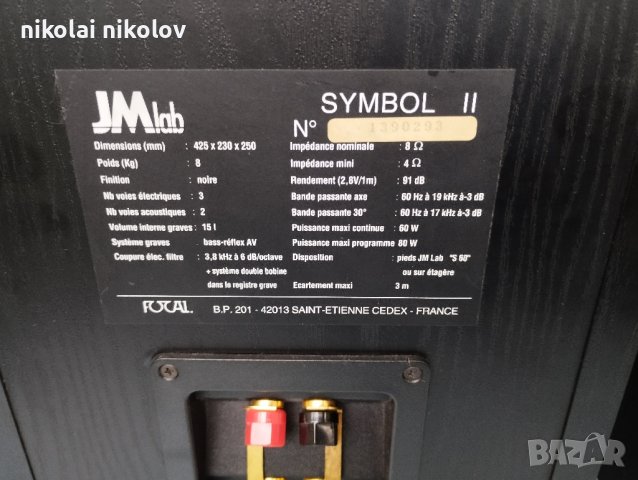 nikolai nikolov
JMlab
SYMBOL II
N° 1390293
Dimensions (mm) : 425 x 230 x 250
Poids (Kg) : 8
Finition : noire
Nb voies électriques : 3
Nb voies acoustiques : 2
Volume interne graves : 15 l
Système graves : bass-réflex AV
Coupure élec. filtre : 3,8 kHz à 6 dB/octave
+ système double bobine
dans le registre grave
Impédance nominale : 8 Ω
Impédance mini : 4 Ω
Rendement (2,8V/1m) : 91 dB
Bande passante axe : 60 Hz à 19 kHz à-3 dB
Bande passante 30° : 60 Hz à 17 kHz à-3 dB
Puissance maxi continue : 60 W
Puissance maxi programme 80 W
Disposition : pieds JM Lab "S 60"
ou sur étagère
Ecartement maxi : 3 m
FOCAL B.P. 201 - 42013 SAINT-ETIENNE CEDEX - FRANCE
BAZAR